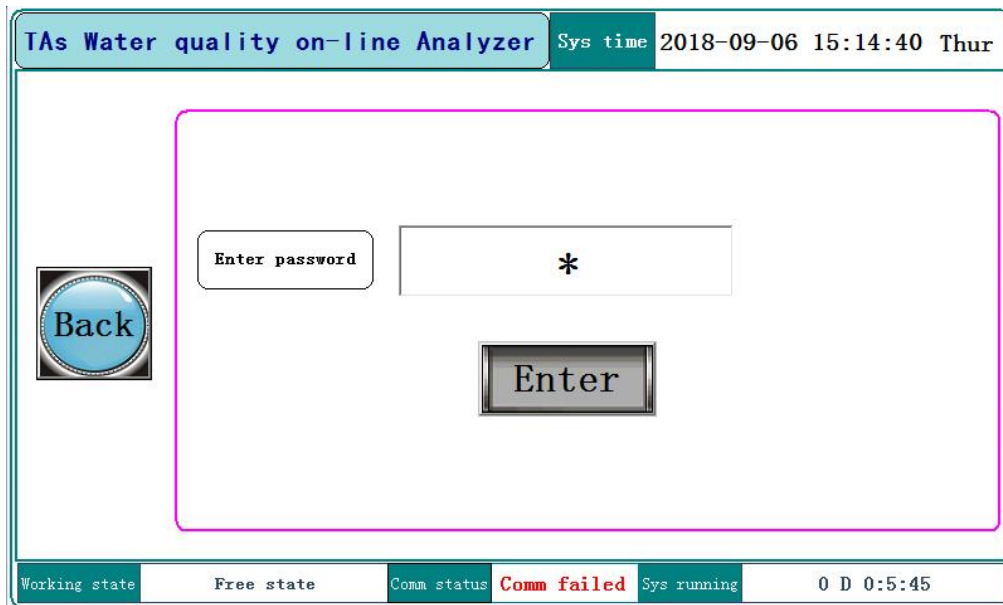 TAs Water quality on-line Analyzer Sys time 2018-09-06 15:14:40 Thur
Enter password *
Back
Enter
Working state Free state Comm status Comm failed Sys running 0 D 0:5:45